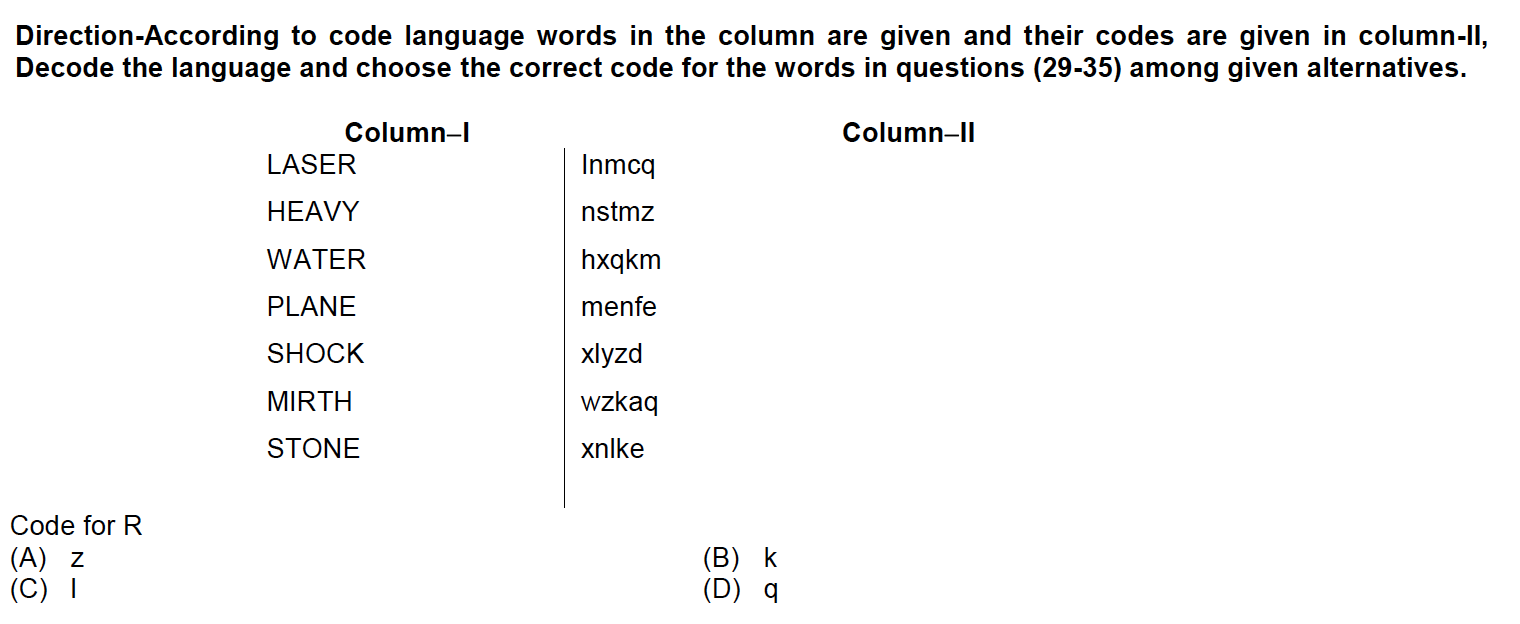 Direction-According to code language words in the column are given and their codes are given in column-II,
Decode the language and choose the correct code for the words in questions (29-35) among given alternatives.
Column–I Column–II
LASER lnmcq
HEAVY nstmz
WATER hxqkm
PLANE menfe
SHOCK xlyzd
MIRTH wzkaq
STONE xnlke
Code for R
(A) z (B) k
(C) l (D) q